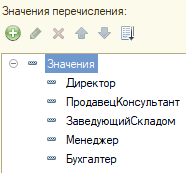 Значения перечисления:
Значения
Директор
ПродавецКонсультант
ЗаведующийСкладом
Менеджер
Бухгалтер